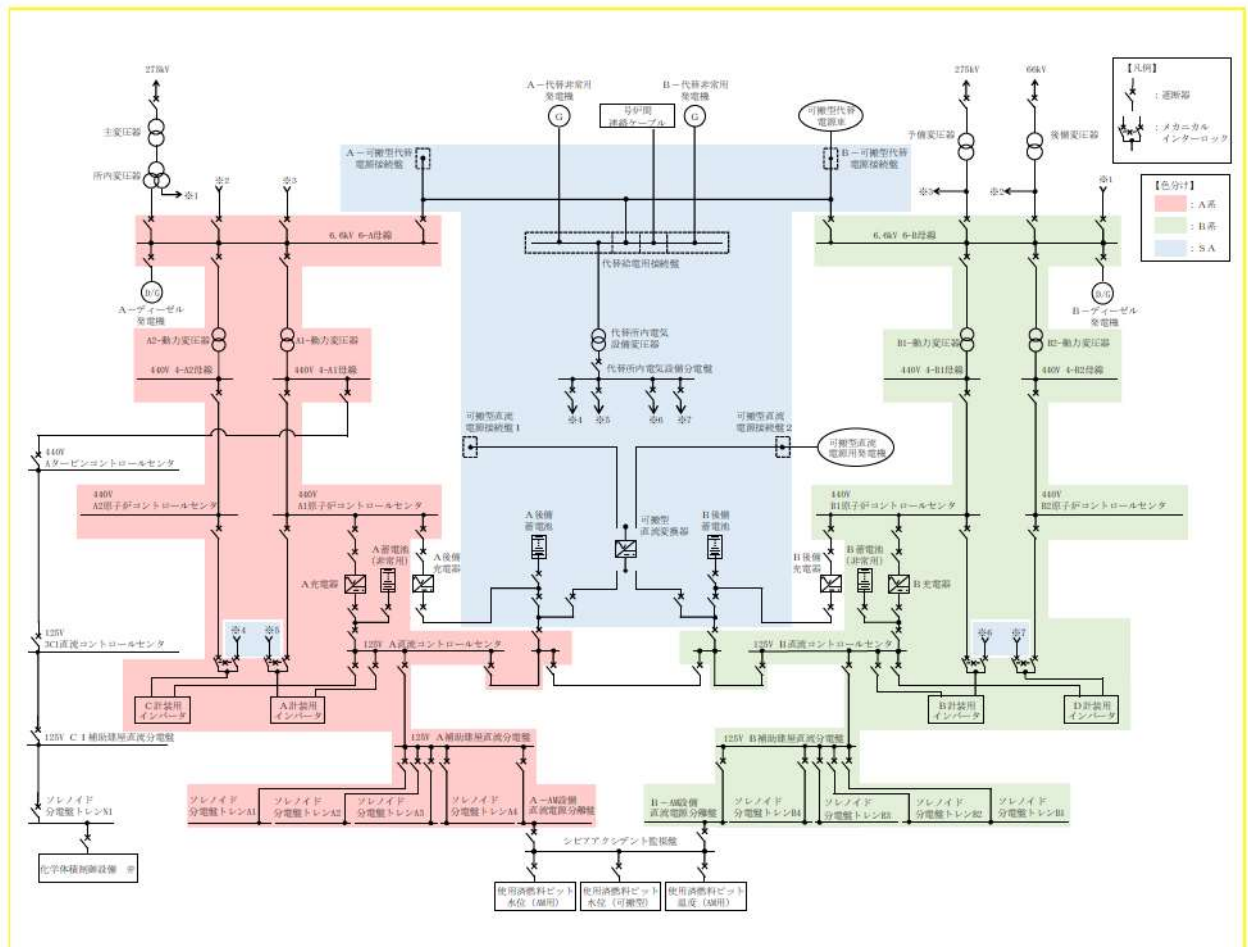 275kV
A－代替非常用
発電機
B－代替非常用
発電機
275kV
66kV
【凡例】
：遮断器
：メカニカル
インターロック
G
号炉間
連絡ケーブル
G
可搬型代替
電源車
主変圧器
予備変圧器
後備変圧器
A－可搬型代替
電源接続盤
B－可搬型代替
電源接続盤
所内変圧器
※1
※2
※3
※3
※2
※1
【色分け】
：A系
：B系
：SA
6.6kV 6-A母線
6.6kV 6-B母線
代替給電用接続盤
D/G
A－ディーゼル
発電機
D/G
B－ディーゼル
発電機
A2-動力変圧器
A1-動力変圧器
代替所内電気
設備変圧器
B1-動力変圧器
B2-動力変圧器
440V 4-A2母線
440V 4-A1母線
代替所内電気設備分電盤
440V 4-B1母線
440V 4-B2母線
※4
※5
※6
※7
可搬型直流
電源接続盤1
可搬型直流
電源接続盤2
可搬型直流
電源用発電機
440V
Aタービンコントロールセンタ
440V
A2原子炉コントロールセンタ
440V
A1原子炉コントロールセンタ
440V
B1原子炉コントロールセンタ
440V
B2原子炉コントロールセンタ
A後備
蓄電池
可搬型
直流変換器
B後備
蓄電池
A充電器
A蓄電池
(非常用)
A後備
充電器
B後備
充電器
B蓄電池
(非常用)
B充電器
125V
3C1直流コントロールセンタ
※4
※5
125V A直流コントロールセンタ
125V B直流コントロールセンタ
※6
※7
C計装用
インバータ
A計装用
インバータ
B計装用
インバータ
D計装用
インバータ
125V C1補助建屋直流分電盤
125V A補助建屋直流分電盤
125V B補助建屋直流分電盤
ソレノイド
分電盤トレンN1
ソレノイド
分電盤トレンA1
ソレノイド
分電盤トレンA2
ソレノイド
分電盤トレンA3
ソレノイド
分電盤トレンA4
A－AM設備
直流電源分離盤
B－AM設備
直流電源分離盤
ソレノイド
分電盤トレンB4
ソレノイド
分電盤トレンB3
ソレノイド
分電盤トレンB2
ソレノイド
分電盤トレンB1
シビアアクシデント監視盤
化学体積制御設備 ※
使用済燃料ピット
水位（AM用）
使用済燃料ピット
水位（可搬型）
使用済燃料ピット
温度（AM用）